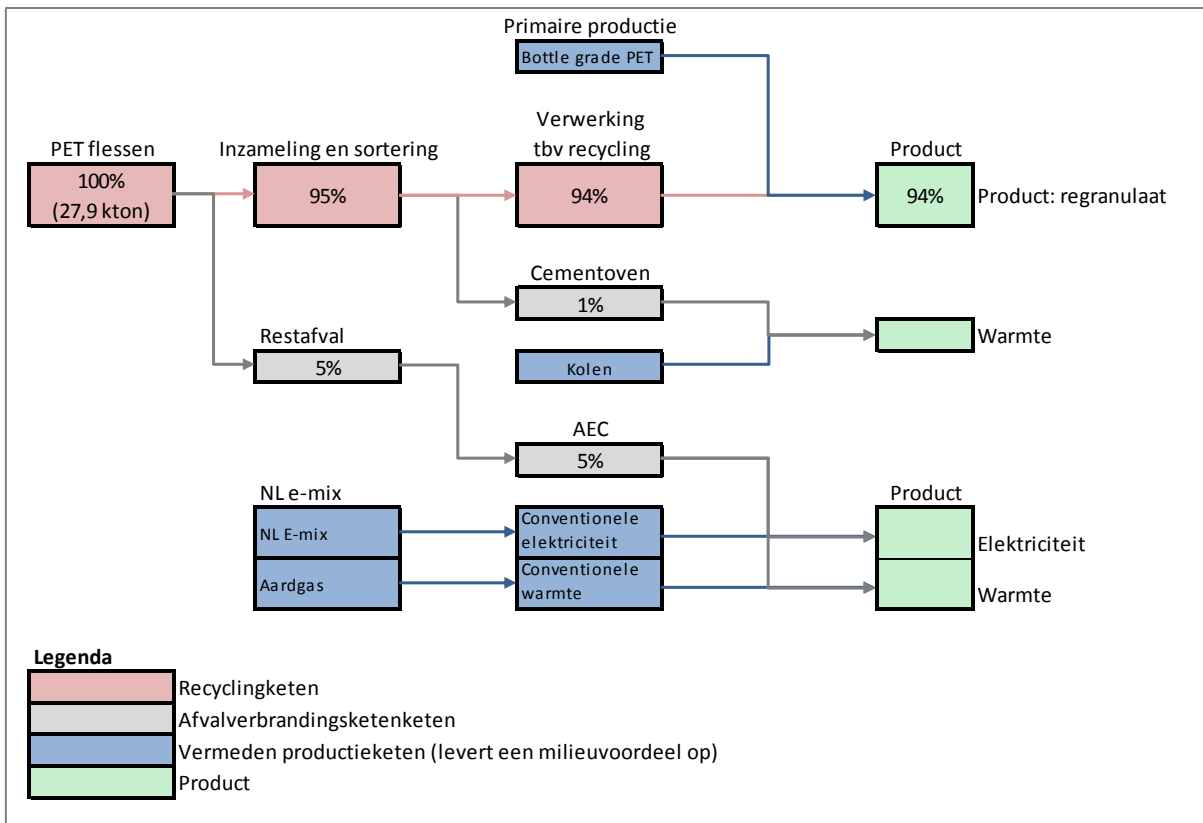 Primaire productie
Bottle grade PET
PET flessen
Inzameling en sortering
Verwerking
tbv recycling
Product
100%
(27,9 kton)
95%
94%
94%
Product: regranulaat
Cementoven
1%
Restafval
5%
Kolen
Warmte
AEC
5%
NL e-mix
Product
NL E-mix
Conventionele
elektriciteit
Elektriciteit
Aardgas
Conventionele
warmte
Warmte
Legenda
Recyclingketen
Afvalverbrandingsketenketen
Vermeden productieketen (levert een milieuvoordeel op)
Product